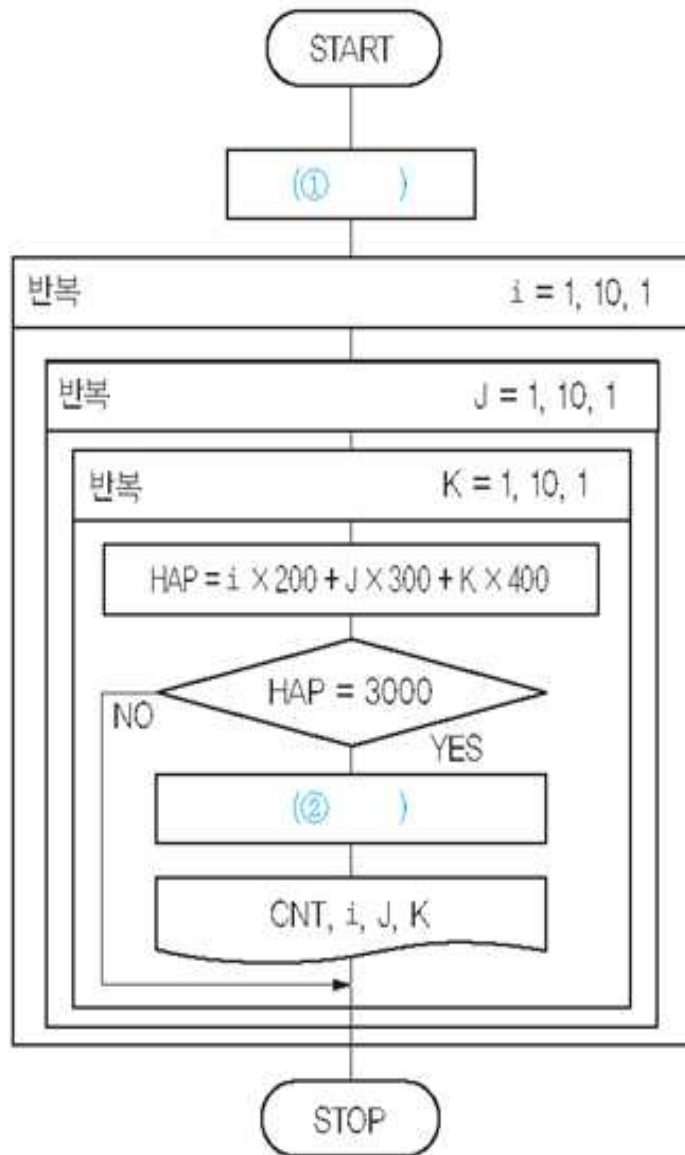 START
(① )
반복 i = 1, 10, 1
반복 J = 1, 10, 1
반복 K = 1, 10, 1
HAP = i × 200 + J × 300 + K × 400
HAP = 3000
NO
YES
(② )
CNT, i, J, K
STOP